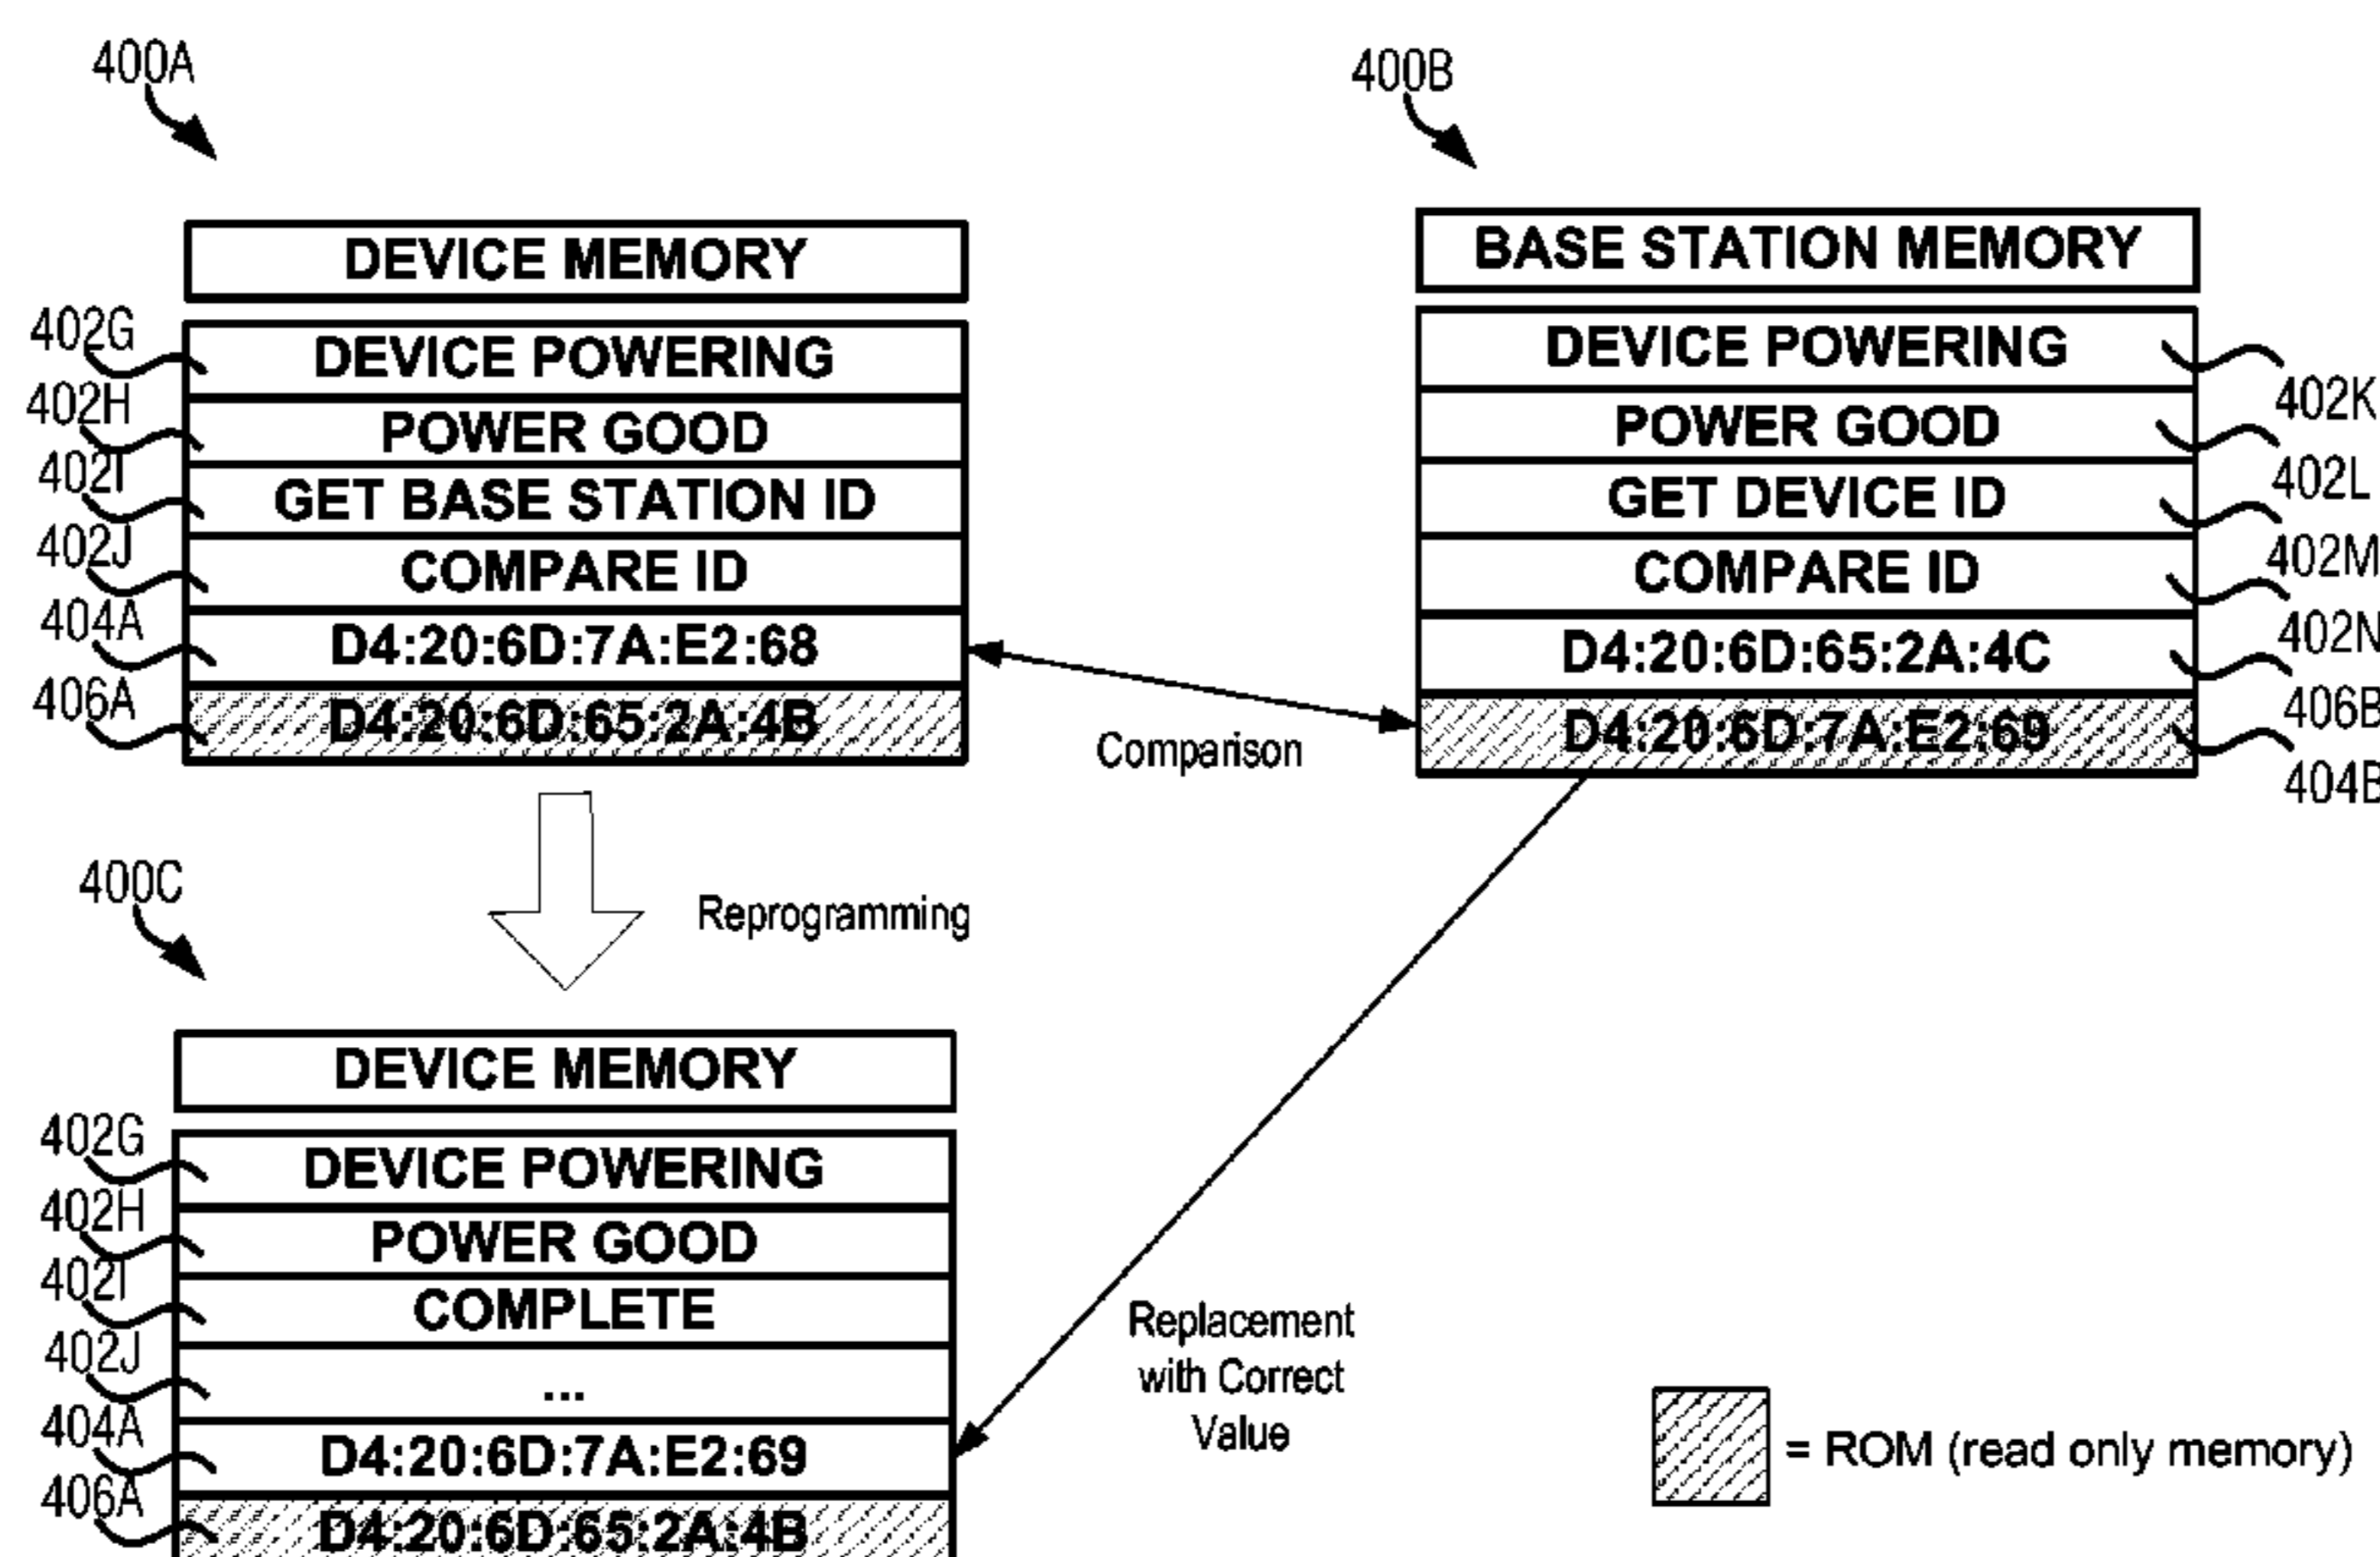 400A
DEVICE MEMORY
402G
DEVICE POWERING
402H
POWER GOOD
402I
GET BASE STATION ID
402J
COMPARE ID
404A
D4:20:6D:7A:E2:68
406A
D4:20:6D:65:2A:4B
400B
BASE STATION MEMORY
DEVICE POWERING
402K
POWER GOOD
402L
GET DEVICE ID
402M
COMPARE ID
402N
D4:20:6D:65:2A:4C
406B
D4:20:6D:7A:E2:69
404B
Comparison
Reprogramming
400C
DEVICE MEMORY
402G
DEVICE POWERING
402H
POWER GOOD
402I
COMPLETE
402J
...
404A
D4:20:6D:7A:E2:69
406A
D4:20:6D:65:2A:4B
Replacement
with Correct
Value
= ROM (read only memory)